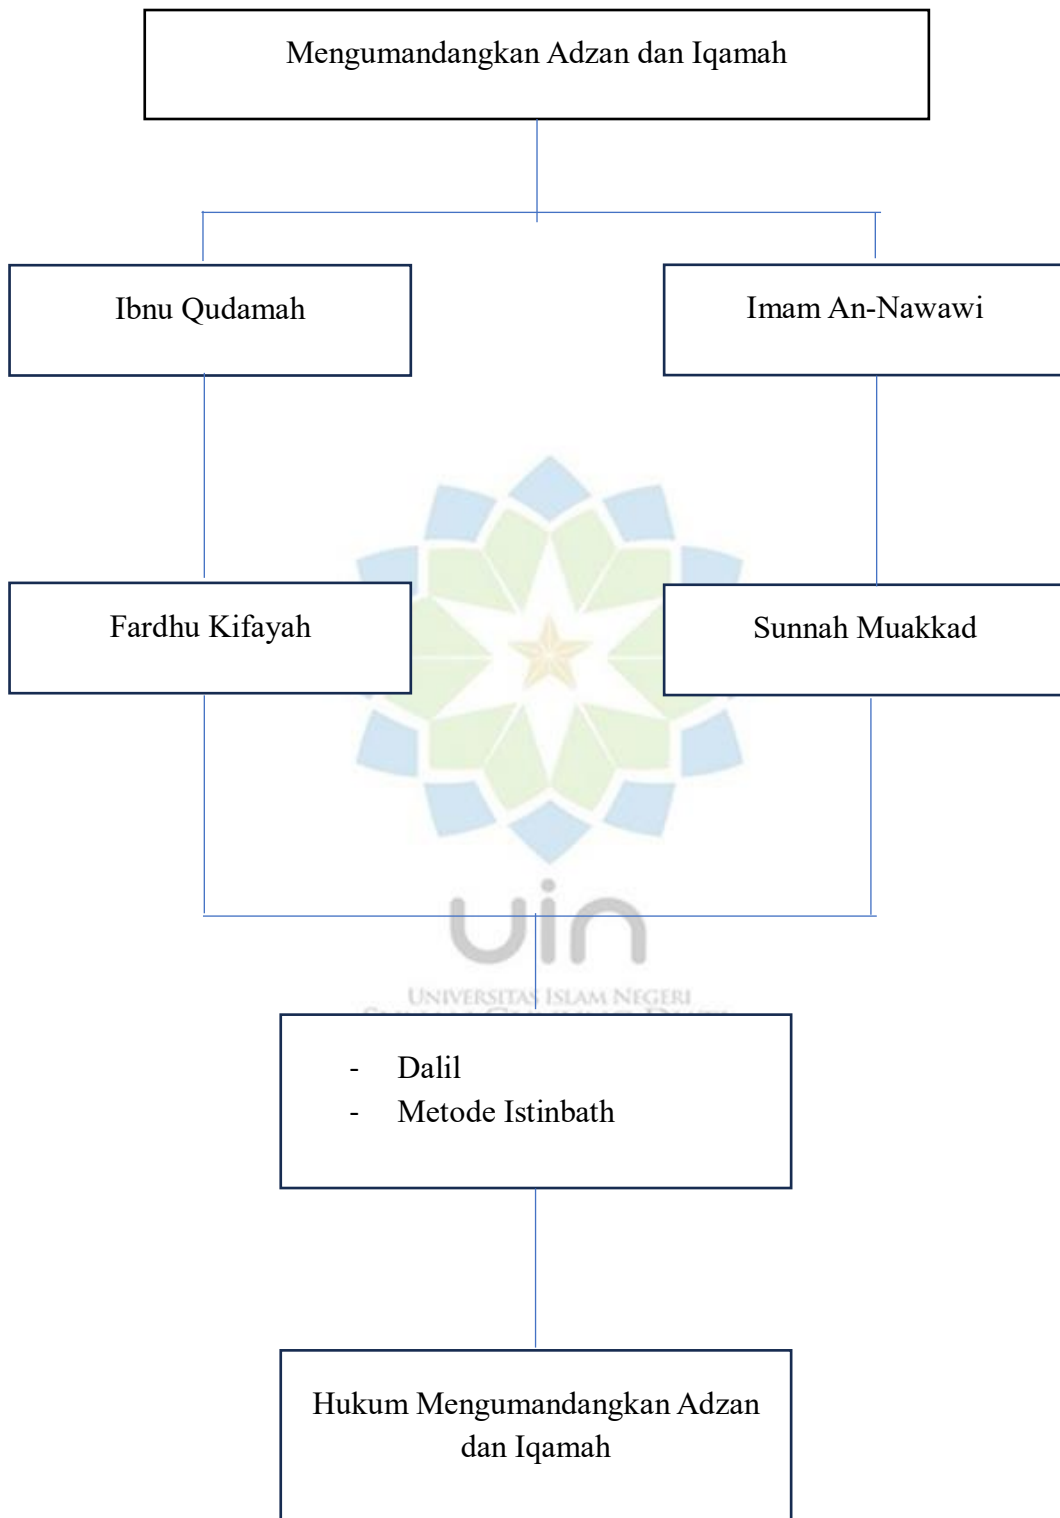 Mengumandangkan Adzan dan Iqamah
Ibnu Qudamah
Imam An-Nawawi
Fardhu Kifayah
Sunnah Muakkad
uin
UNIVERSITAS ISLAM NEGERI
- Dalil
- Metode Istinbath
Hukum Mengumandangkan Adzan
dan Iqamah